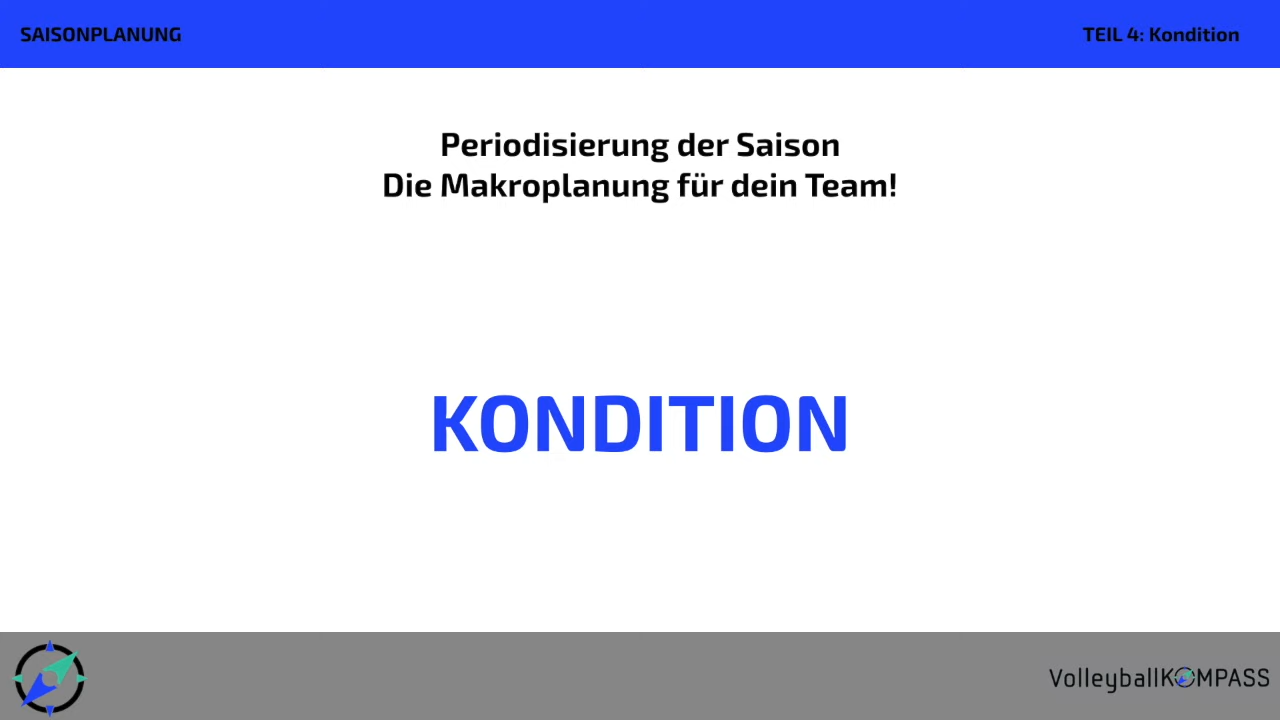 SAISONPLANUNG
TEIL 4: Kondition
Periodisierung der Saison
Die Makroplanung für dein Team!
KONDITION
VolleyballKOMPASS